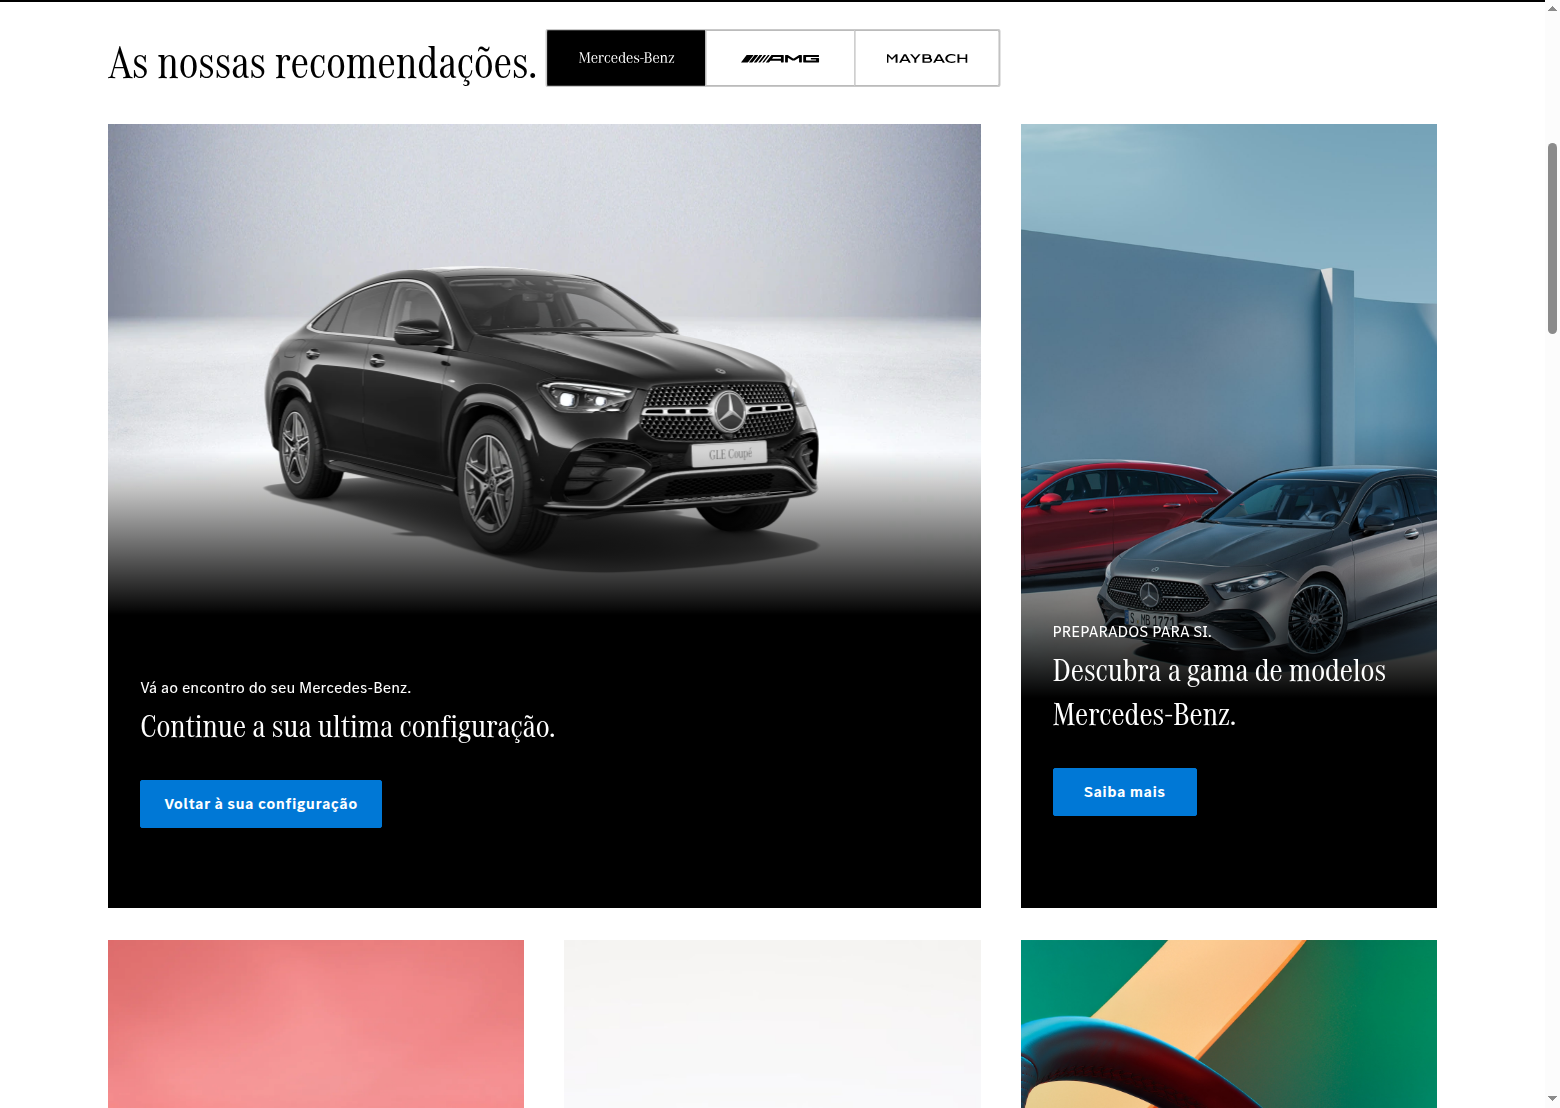 As nossas recomendações.
Mercedes-Benz
AMG
MAYBACH
GLE Coupé
Vá ao encontro do seu Mercedes-Benz.
Continue a sua ultima configuração.
Voltar à sua configuração
S MB 1771
PREPARADOS PARA SI.
Descubra a gama de modelos
Mercedes-Benz.
Saiba mais